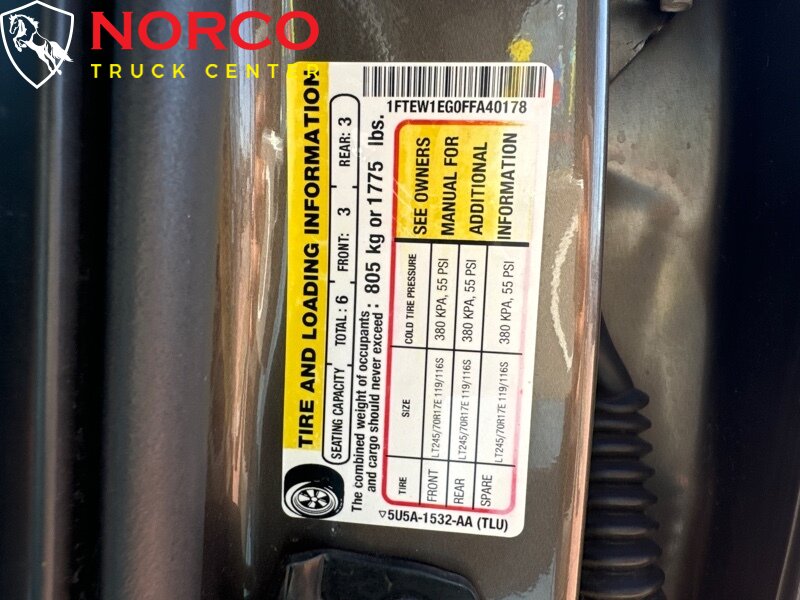 NORCO
TRUCK CENTER
1FTEW1EG0FFA40178
TIRE AND LOADING INFORMATION
SEATING CAPACITY TOTAL: 6 FRONT: 3 REAR: 3
The combined weight of occupants
and cargo should never exceed: 805 kg or 1775 lbs.
TIRE SIZE COLD TIRE PRESSURE
FRONT LT245/70R17E 119/116S 380 KPA, 55 PSI
REAR LT245/70R17E 119/116S 380 KPA, 55 PSI
SPARE LT245/70R17E 119/116S 380 KPA, 55 PSI
SEE OWNERS
MANUAL FOR
ADDITIONAL
INFORMATION
5U5A-1532-AA (TLU)